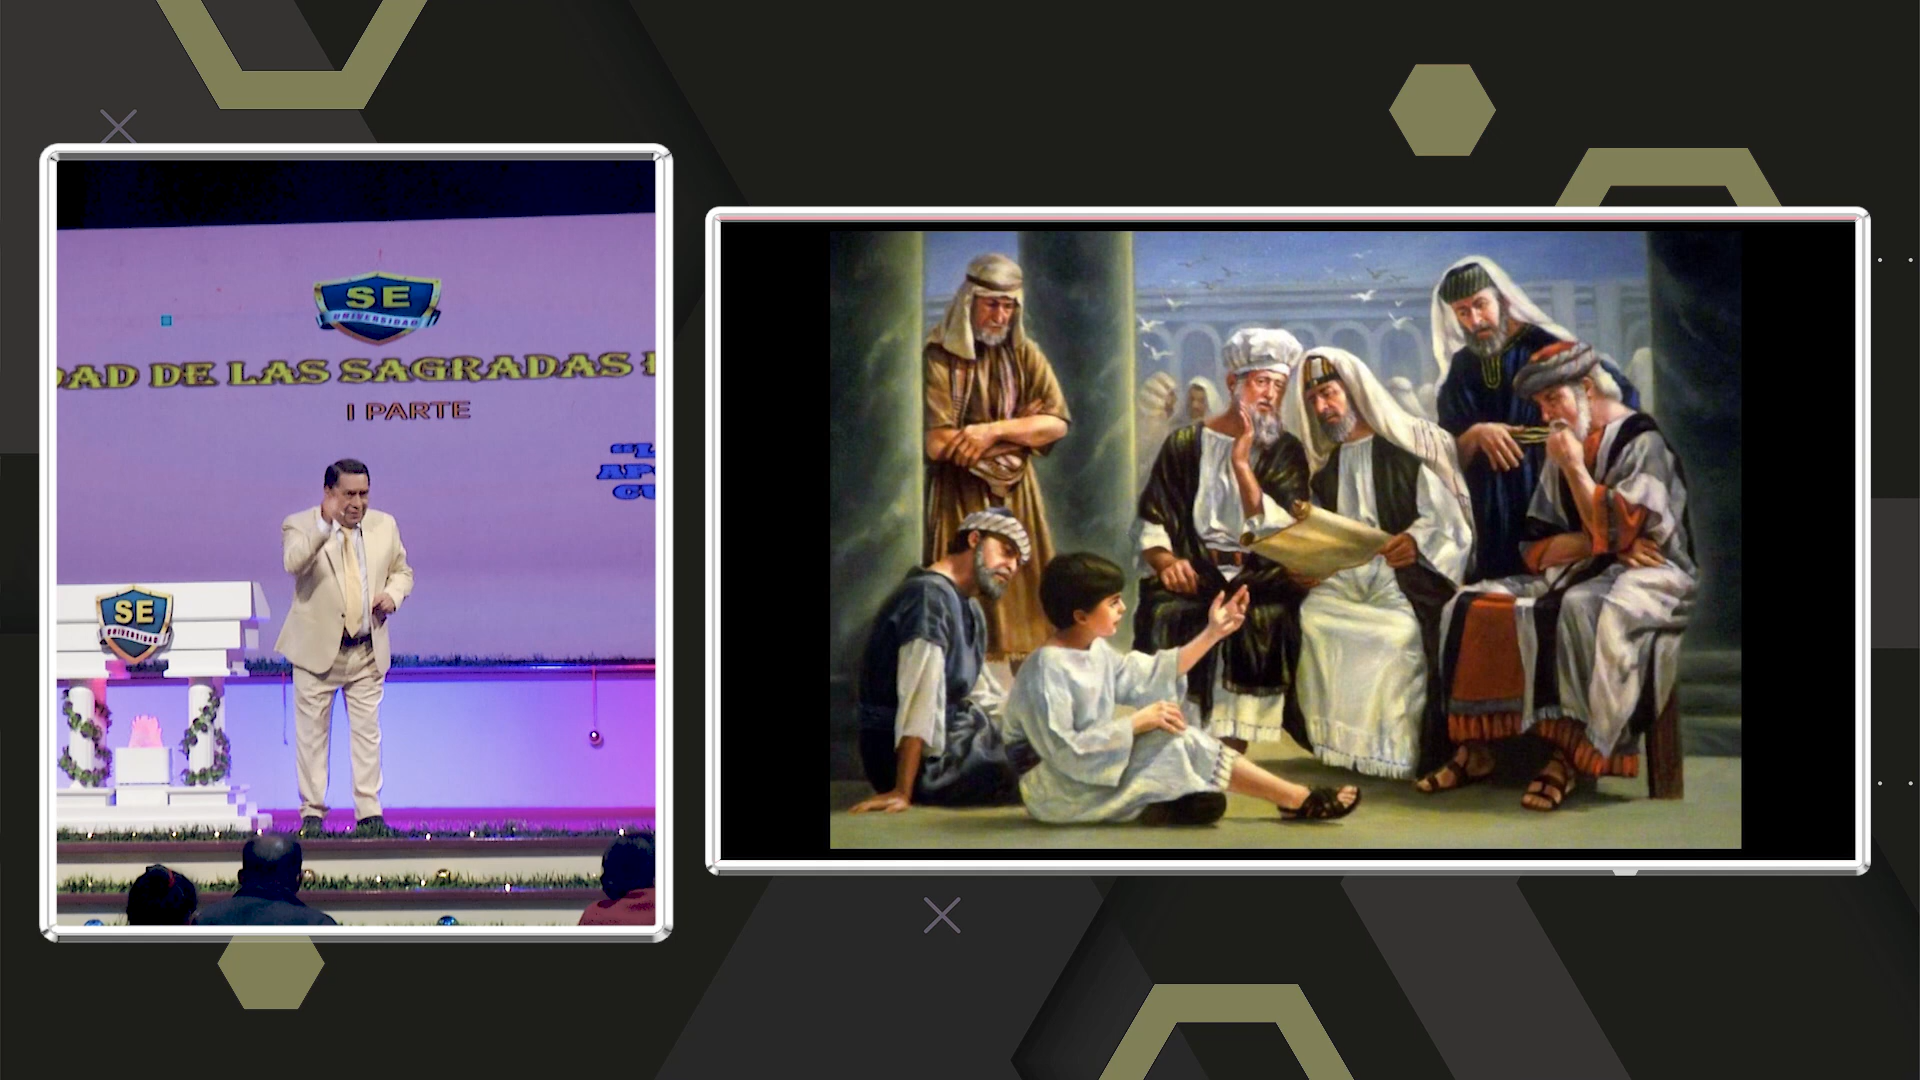 SE
UNIVERSIDAD
DAD DE LAS SAGRADAS
I PARTE
SE
UNIVERSIDAD